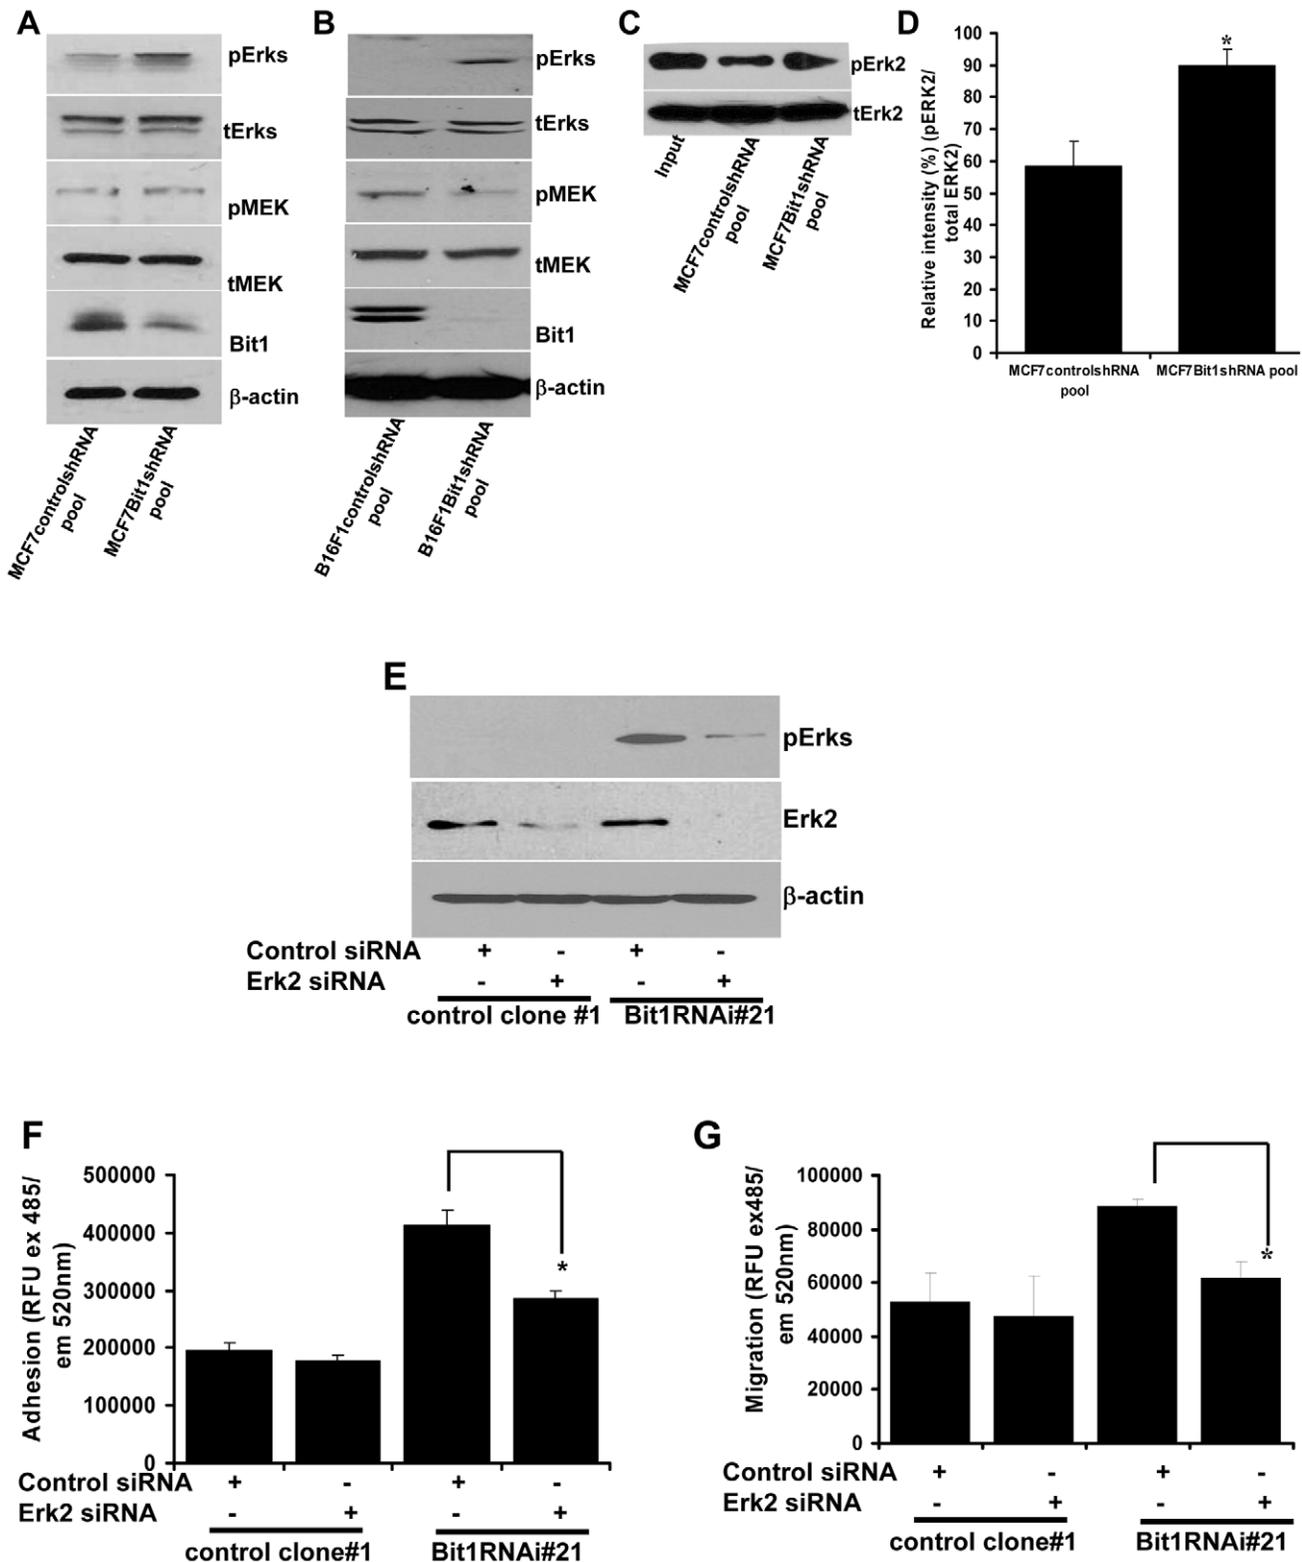 A
pErks
tErks
pMEK
tMEK
Bit1
β-actin
MCF7controlshRNA
pool
MCF7Bit1shRNA
pool
B
pErks
tErks
pMEK
tMEK
Bit1
β-actin
B16F1controlshRNA
pool
B16F1Bit1shRNA
pool
C
pErk2
tErk2
Input
MCF7controlshRNA
pool
MCF7Bit1shRNA
pool
D
Relative intensity (%) (pERK2/
total ERK2)
100
90
80
70
60
50
40
30
20
10
0
*
MCF7controlshRNA
pool
MCF7Bit1shRNA pool
E
pErks
Erk2
β-actin
Control siRNA + - + -
Erk2 siRNA - + - +
control clone #1 Bit1RNAi#21
F
Adhesion (RFU ex 485/
em 520nm)
500000
400000
300000
200000
100000
0
*
Control siRNA + - + -
Erk2 siRNA - + - +
control clone#1 Bit1RNAi#21
G
Migration (RFU ex485/
em 520nm)
100000
80000
60000
40000
20000
0
*
Control siRNA + - + -
Erk2 siRNA - + - +
control clone#1 Bit1RNAi#21